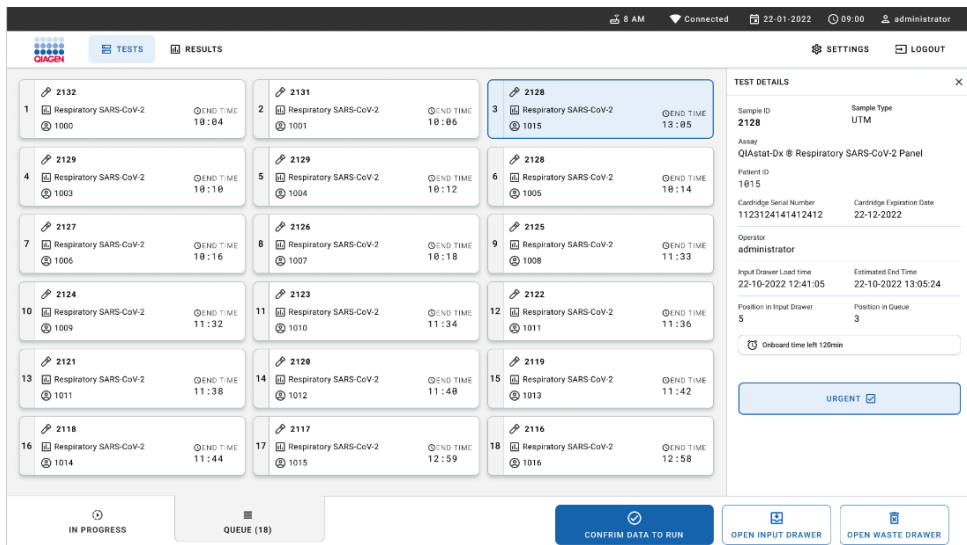 8 AM Connected 22-01-2022 09:00 administrator
QIAGEN TESTS RESULTS SETTINGS LOGOUT
1 2132 Respiratory SARS-CoV-2 1000 END TIME 10:04
2 2131 Respiratory SARS-CoV-2 1001 END TIME 10:06
3 2128 Respiratory SARS-CoV-2 1015 END TIME 13:05
4 2129 Respiratory SARS-CoV-2 1003 END TIME 10:10
5 2129 Respiratory SARS-CoV-2 1004 END TIME 10:12
6 2128 Respiratory SARS-CoV-2 1005 END TIME 10:14
7 2127 Respiratory SARS-CoV-2 1006 END TIME 10:16
8 2126 Respiratory SARS-CoV-2 1007 END TIME 10:18
9 2125 Respiratory SARS-CoV-2 1008 END TIME 11:33
10 2124 Respiratory SARS-CoV-2 1009 END TIME 11:32
11 2123 Respiratory SARS-CoV-2 1010 END TIME 11:34
12 2122 Respiratory SARS-CoV-2 1011 END TIME 11:36
13 2121 Respiratory SARS-CoV-2 1011 END TIME 11:38
14 2120 Respiratory SARS-CoV-2 1012 END TIME 11:40
15 2119 Respiratory SARS-CoV-2 1013 END TIME 11:42
16 2118 Respiratory SARS-CoV-2 1014 END TIME 11:44
17 2117 Respiratory SARS-CoV-2 1015 END TIME 12:59
18 2116 Respiratory SARS-CoV-2 1016 END TIME 12:58
TEST DETAILS
Sample ID Sample Type
2128 UTM
Assay
QIAstat-Dx ® Respiratory SARS-CoV-2 Panel
Patient ID
1015
Cardridge Serial Number Cardridge Expiration Date
1123124141412412 22-12-2022
Operator
administrator
Input Drawer Load time Estimated End Time
22-10-2022 12:41:05 22-10-2022 13:05:24
Position in Input Drawer Position in Queue
5 3
Onboard time left 120min
URGENT
IN PROGRESS QUEUE (18) CONFRIM DATA TO RUN OPEN INPUT DRAWER OPEN WASTE DRAWER